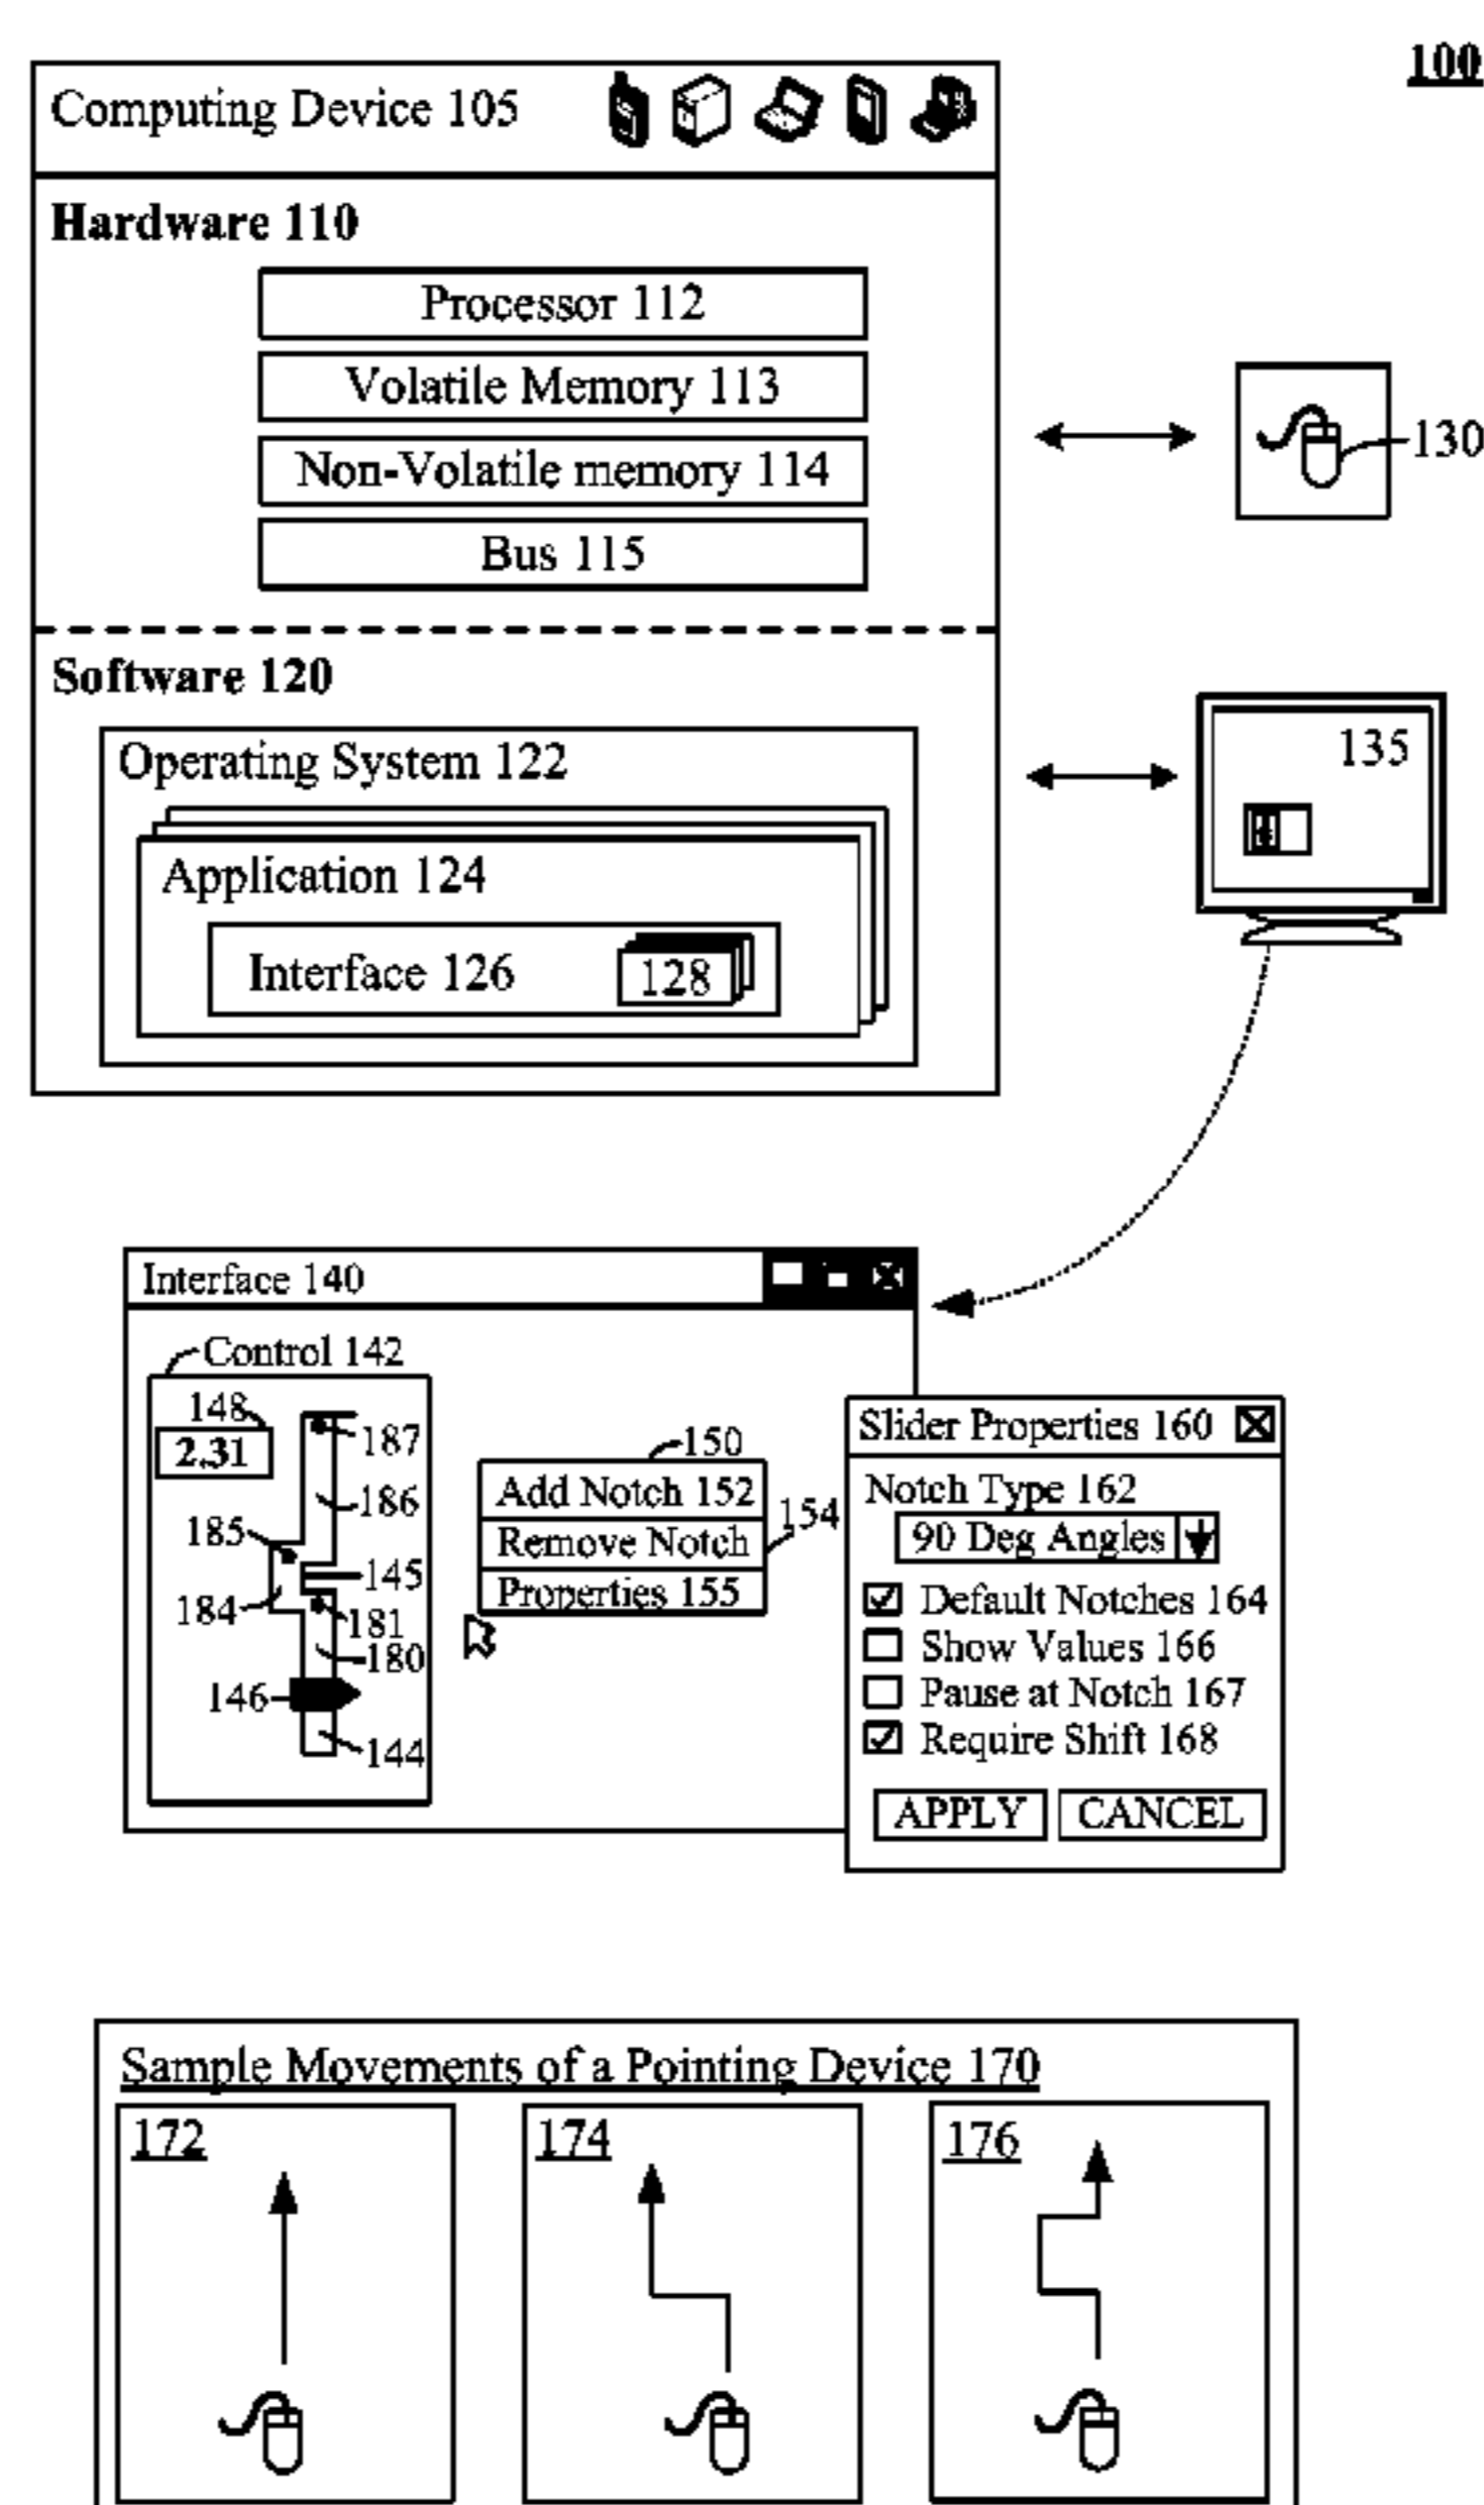 100
Computing Device 105
Hardware 110
Processor 112
Volatile Memory 113
Non-Volatile memory 114
Bus 115
130
Software 120
Operating System 122
Application 124
Interface 126
128
135
Interface 140
Control 142
148
2.31
187
186
185
145
184
181
180
146
144
150
Add Notch 152
Remove Notch
154
Properties 155
Slider Properties 160
Notch Type 162
90 Deg Angles
Default Notches 164
Show Values 166
Pause at Notch 167
Require Shift 168
APPLY
CANCEL
Sample Movements of a Pointing Device 170
172
174
176